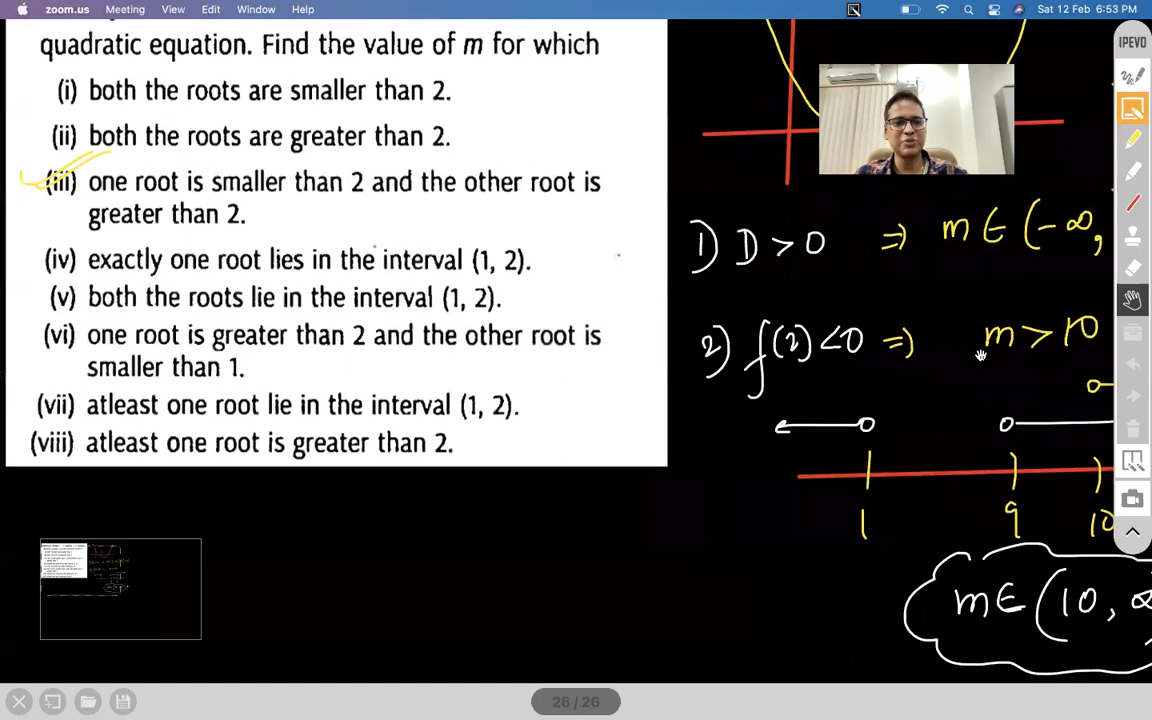 zoom.us Meeting View Edit Window Help Sat 12 Feb 6:53 PM
quadratic equation. Find the value of m for which
(i) both the roots are smaller than 2.
(ii) both the roots are greater than 2.
(iii) one root is smaller than 2 and the other root is
greater than 2.
(iv) exactly one root lies in the interval (1, 2).
(v) both the roots lie in the interval (1, 2).
(vi) one root is greater than 2 and the other root is
smaller than 1.
(vii) atleast one root lie in the interval (1, 2).
(viii) atleast one root is greater than 2.
IPEVO
1) D > 0 ⇒ m ∈ (-∞,
2) f(2) < 0 ⇒ m > 10
1 9 10
m ∈ (10, ∞
26 / 26